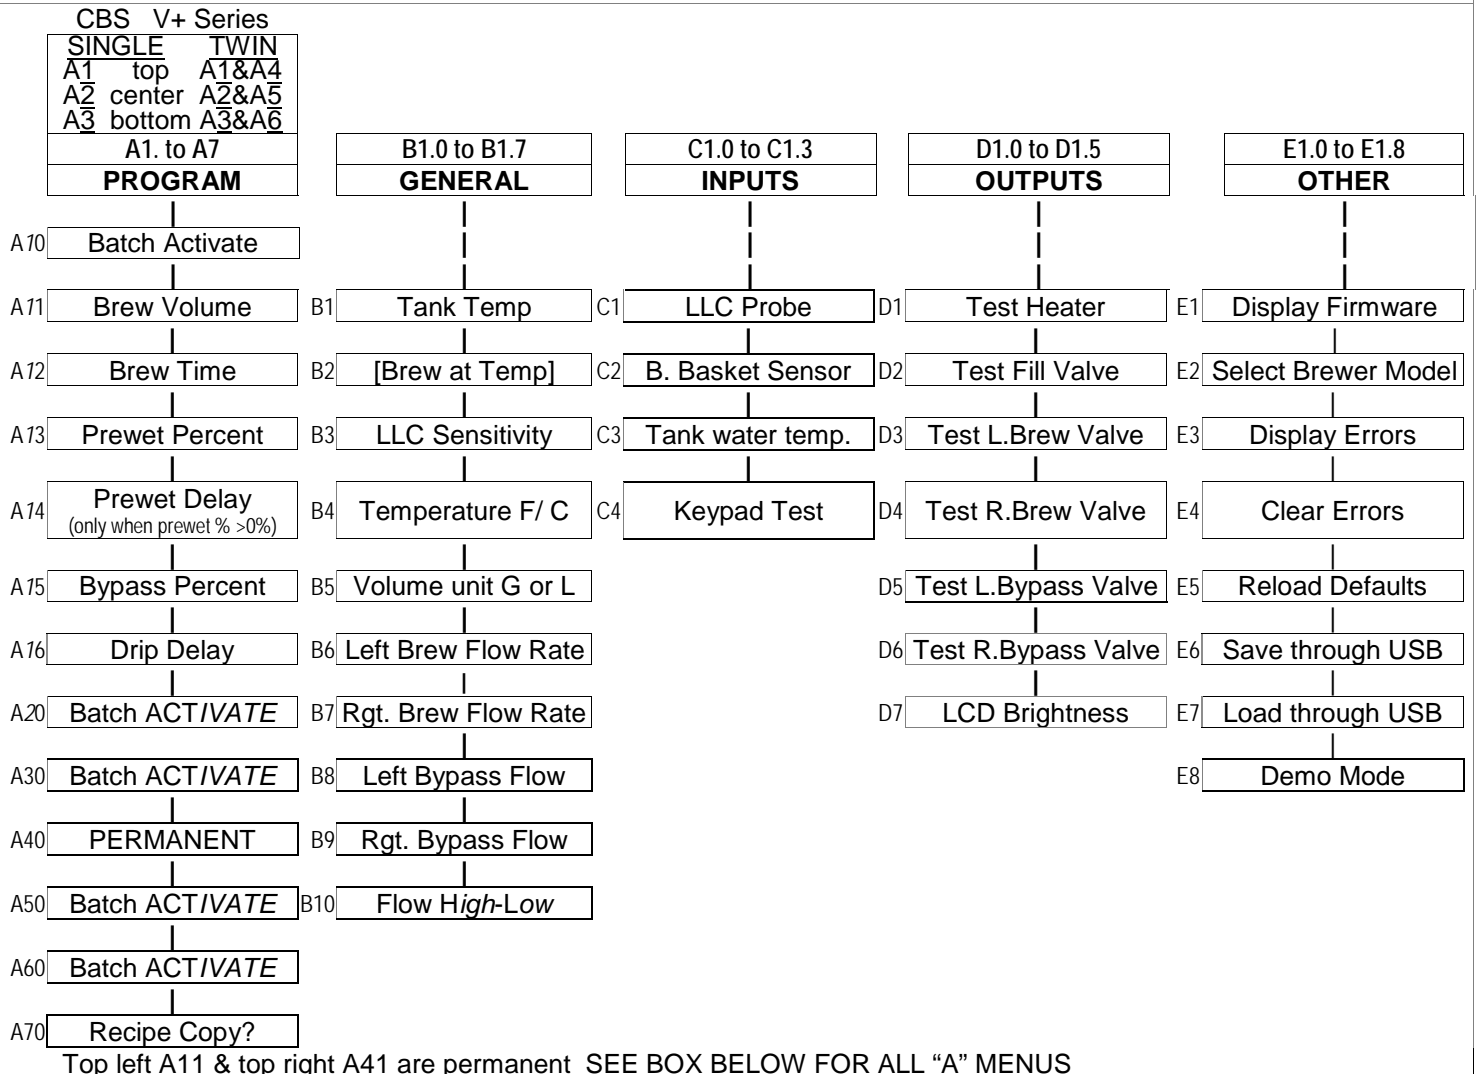 CBS V+ Series
SINGLE TWIN
A1 top A1&A4
A2 center A2&A5
A3 bottom A3&A6
A1. to A7
PROGRAM
A10 Batch Activate
A11 Brew Volume
A12 Brew Time
A13 Prewet Percent
A14 Prewet Delay
(only when prewet % >0%)
A15 Bypass Percent
A16 Drip Delay
A20 Batch ACTIVATE
A30 Batch ACTIVATE
A40 PERMANENT
A50 Batch ACTIVATE
A60 Batch ACTIVATE
A70 Recipe Copy?
B1.0 to B1.7
GENERAL
B1 Tank Temp
B2 [Brew at Temp]
B3 LLC Sensitivity
B4 Temperature F/ C
B5 Volume unit G or L
B6 Left Brew Flow Rate
B7 Rgt. Brew Flow Rate
B8 Left Bypass Flow
B9 Rgt. Bypass Flow
B10 Flow High-Low
C1.0 to C1.3
INPUTS
C1 LLC Probe
C2 B. Basket Sensor
C3 Tank water temp.
C4 Keypad Test
D1.0 to D1.5
OUTPUTS
D1 Test Heater
D2 Test Fill Valve
D3 Test L.Brew Valve
D4 Test R.Brew Valve
D5 Test L.Bypass Valve
D6 Test R.Bypass Valve
D7 LCD Brightness
E1.0 to E1.8
OTHER
E1 Display Firmware
E2 Select Brewer Model
E3 Display Errors
E4 Clear Errors
E5 Reload Defaults
E6 Save through USB
E7 Load through USB
E8 Demo Mode
Top left A11 & top right A41 are permanent SEE BOX BELOW FOR ALL “A” MENUS